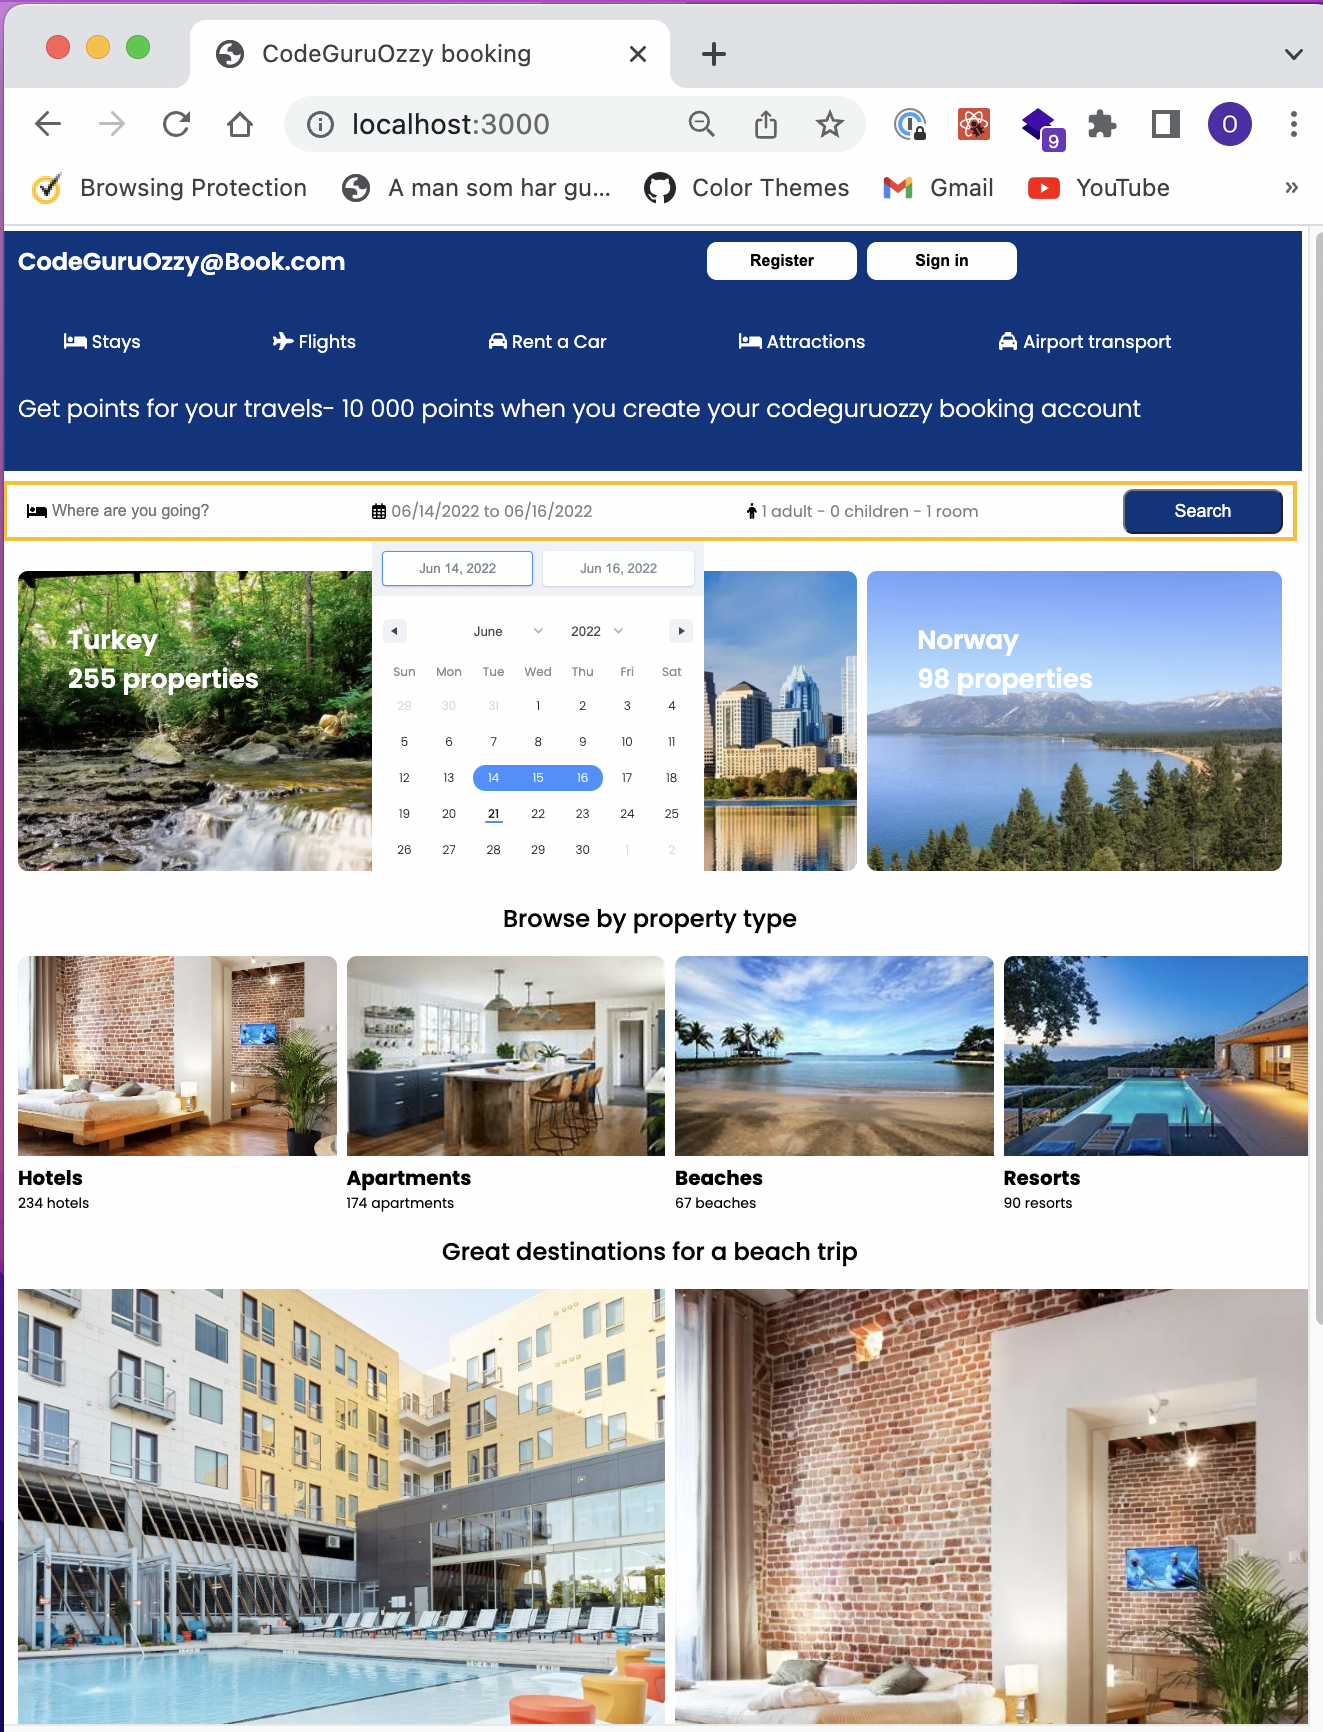 CodeGuruOzzy booking
localhost:3000
9
O
Browsing Protection
A man som har gu...
Color Themes
Gmail
YouTube
»
CodeGuruOzzy@Book.com
Register
Sign in
Stays
Flights
Rent a Car
Attractions
Airport transport
Get points for your travels- 10 000 points when you create your codeguruozzy booking account
Where are you going?
06/14/2022 to 06/16/2022
1 adult - 0 children - 1 room
Search
Jun 14, 2022
Jun 16, 2022
June
2022
Sun Mon Tue Wed Thu Fri Sat
29 30 31 1 2 3 4
5 6 7 8 9 10 11
12 13 14 15 16 17 18
19 20 21 22 23 24 25
26 27 28 29 30 1 2
Turkey
255 properties
Norway
98 properties
Browse by property type
Hotels
234 hotels
Apartments
174 apartments
Beaches
67 beaches
Resorts
90 resorts
Great destinations for a beach trip